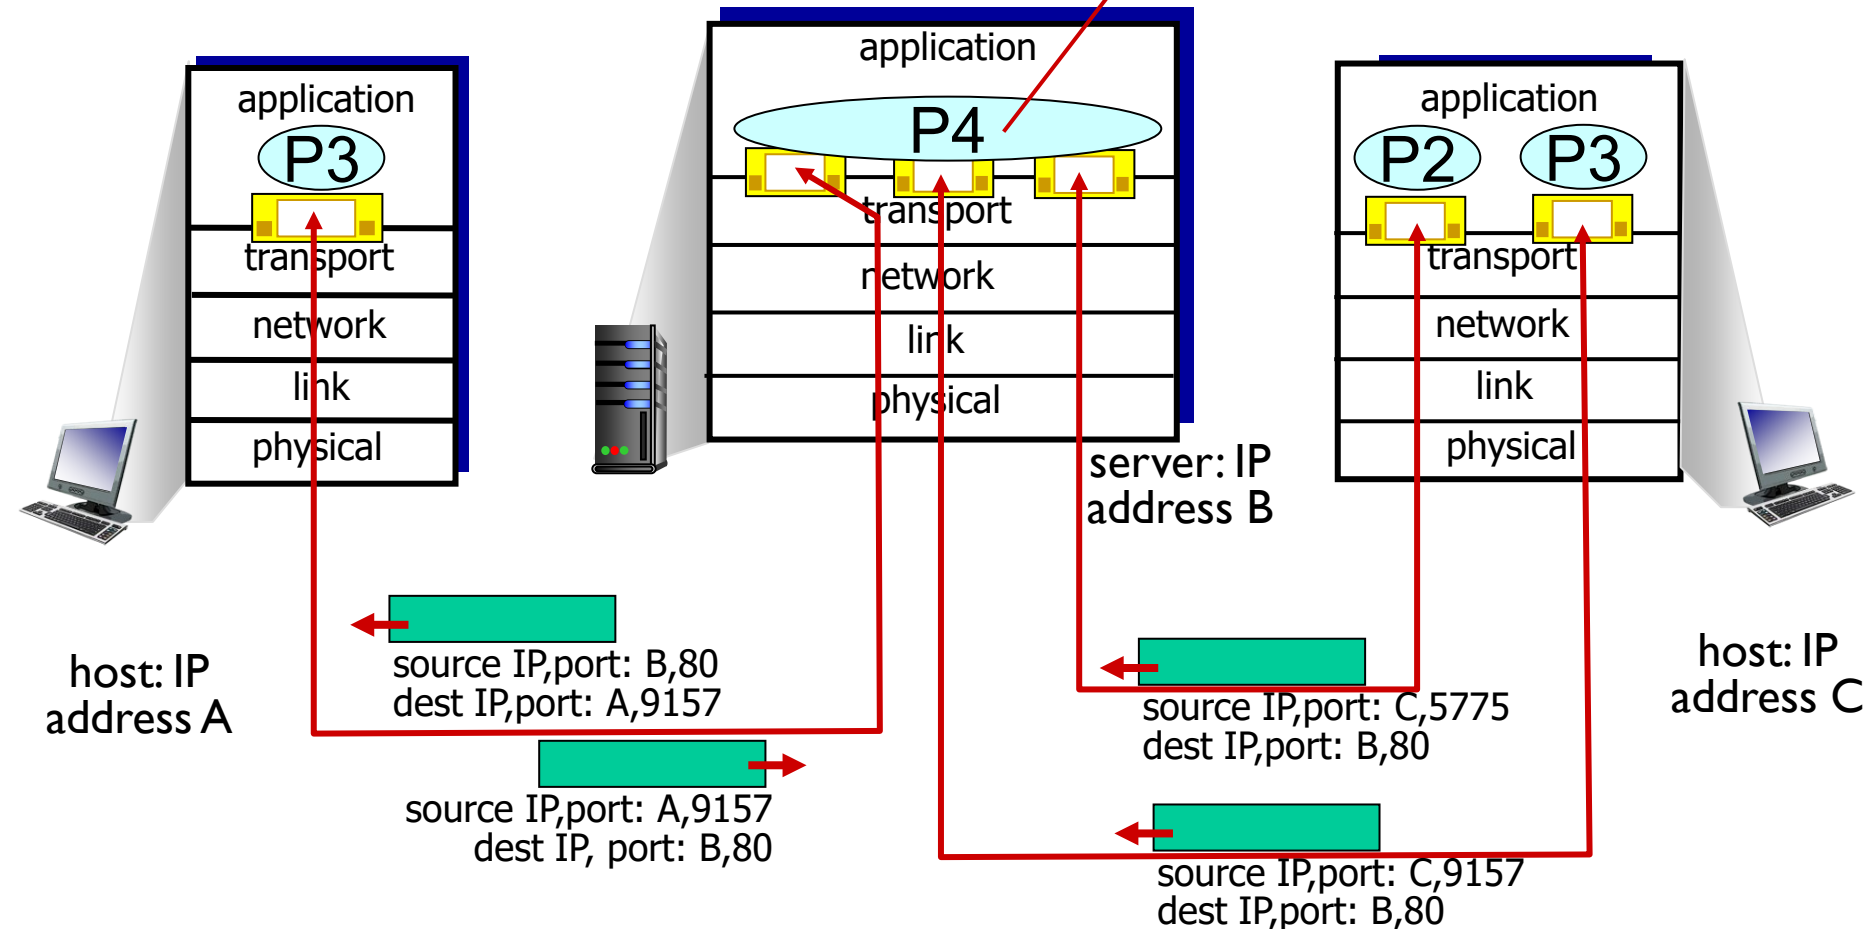 application
P3
transport
network
link
physical
host: IP
address A
application
P4
transport
network
link
physical
server: IP
address B
application
P2
P3
transport
network
link
physical
host: IP
address C
source IP,port: B,80
dest IP,port: A,9157
source IP,port: A,9157
dest IP, port: B,80
source IP,port: C,5775
dest IP,port: B,80
source IP,port: C,9157
dest IP,port: B,80